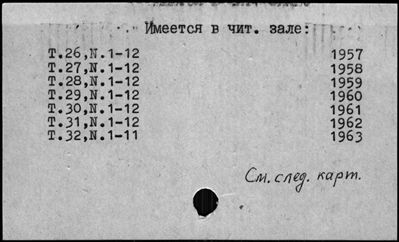 Имеется в чит. зале:
Т.26,N.1-12 1957
Т.27,N.1-12 1958
Т.28,N.1-12 1959
Т.29,N.1-12 1960
Т.30,N.1-12 1961
Т.31,N.1-12 1962
Т.32,N.1-11 1963
См. след. карт.